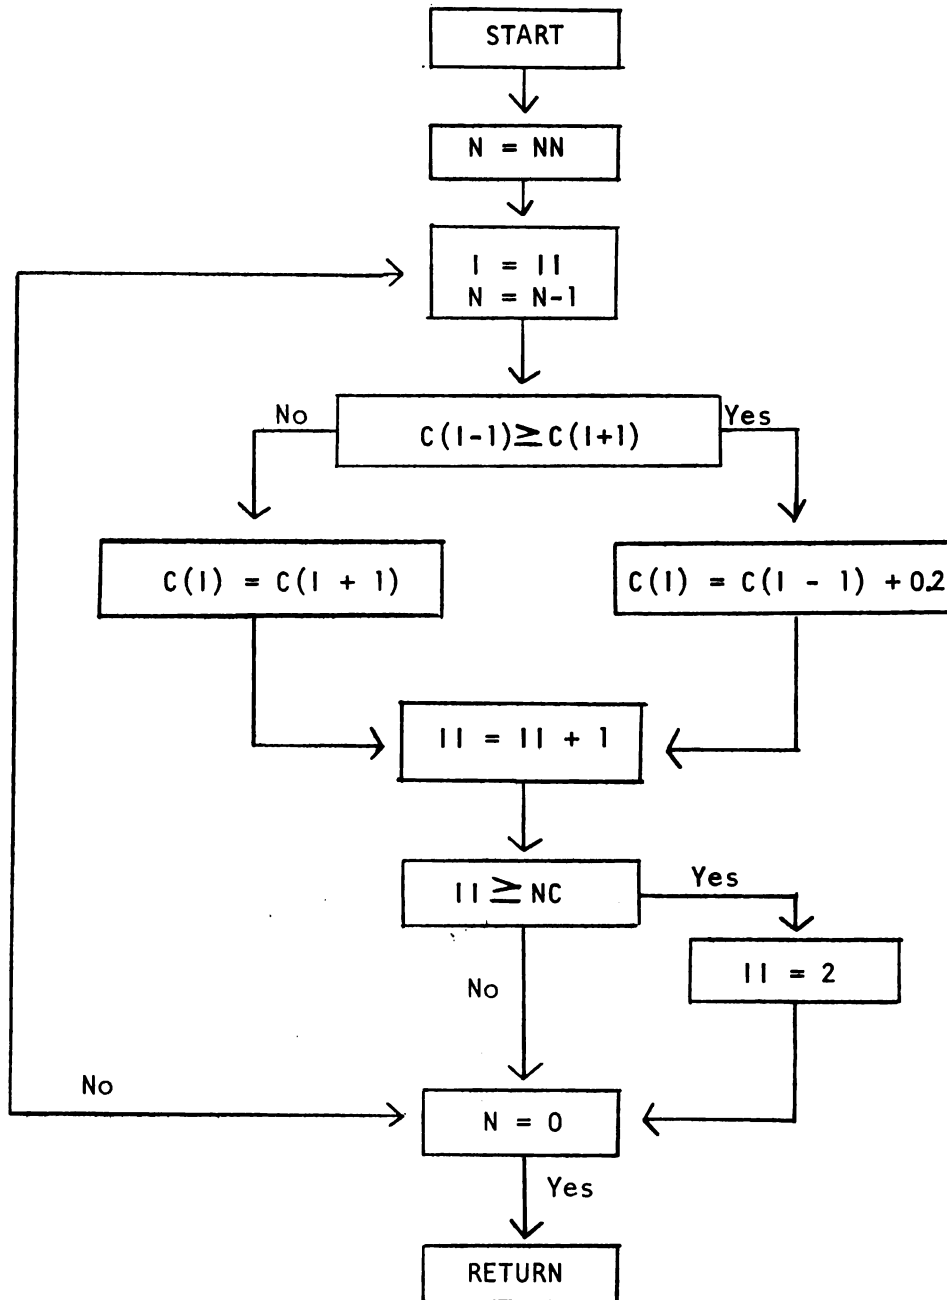 START
N = NN
I = II
N = N-1
No
Yes
C(I-1)≥C(I+1)
C(I) = C(I + 1)
C(I) = C(I - 1) + 0.2
II = II + 1
II ≥ NC
Yes
II = 2
No
No
N = 0
Yes
RETURN